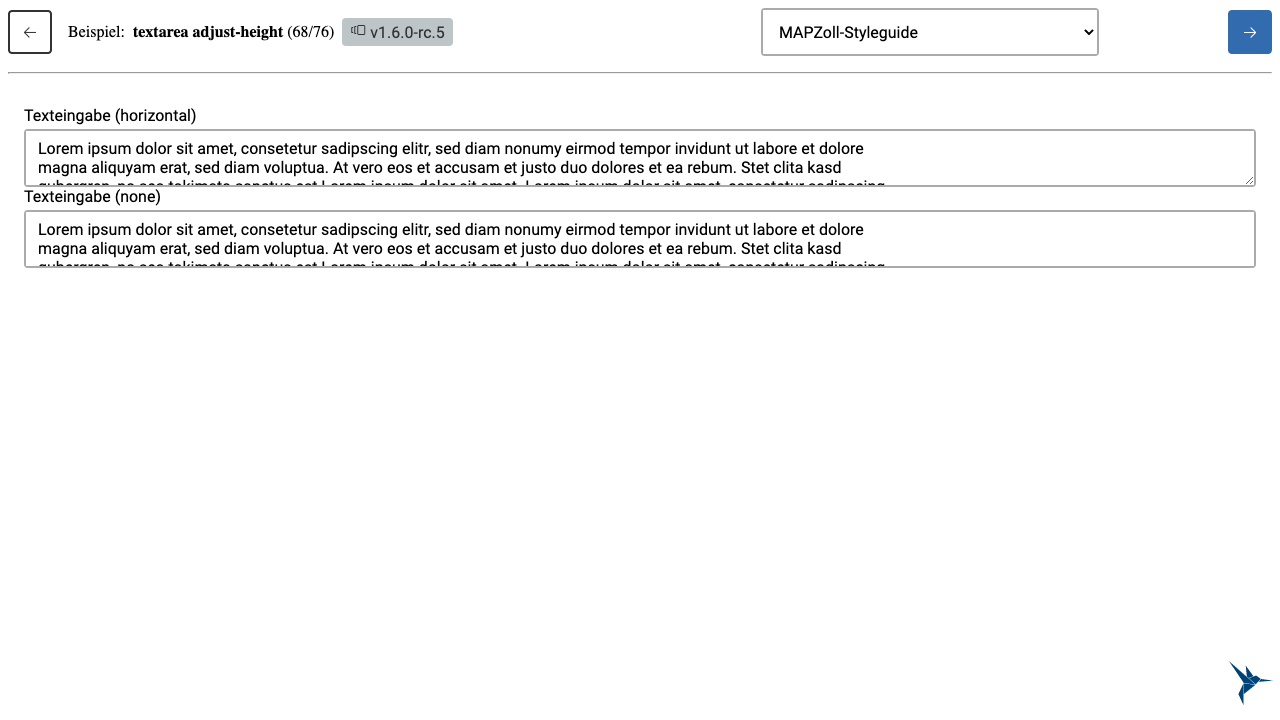 Beispiel: textarea adjust-height (68/76) v1.6.0-rc.5 MAPZoll-Styleguide
Texteingabe (horizontal)
Lorem ipsum dolor sit amet, consetetur sadipscing elitr, sed diam nonumy eirmod tempor invidunt ut labore et dolore
magna aliquyam erat, sed diam voluptua. At vero eos et accusam et justo duo dolores et ea rebum. Stet clita kasd
Texteingabe (none)
Lorem ipsum dolor sit amet, consetetur sadipscing elitr, sed diam nonumy eirmod tempor invidunt ut labore et dolore
magna aliquyam erat, sed diam voluptua. At vero eos et accusam et justo duo dolores et ea rebum. Stet clita kasd